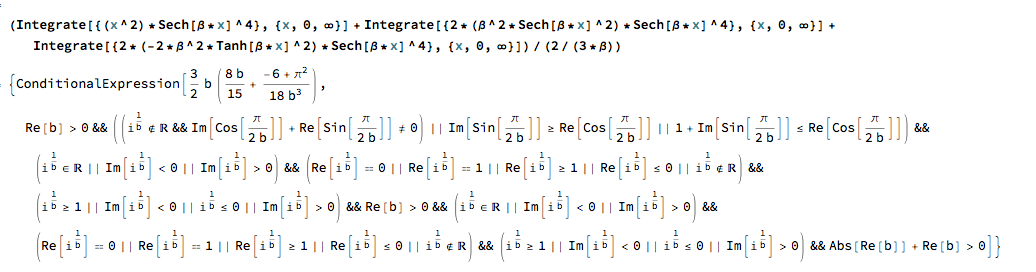 (Integrate[{(x^2)*Sech[β*x]^4}, {x, 0, ∞}] + Integrate[{2*(β^2*Sech[β*x]^2)*Sech[β*x]^4}, {x, 0, ∞}] +
Integrate[{2*(-2*β^2*Tanh[β*x]^2)*Sech[β*x]^4}, {x, 0, ∞}])/(2/(3*β))
{ConditionalExpression[3/2 b (8 b/15 + (-6 + π^2)/(18 b^3)),
Re[b] > 0 && ((i^(1/b) ∉ ℝ && Im[Cos[π/(2 b)]] + Re[Sin[π/(2 b)]] ≠ 0) || Im[Sin[π/(2 b)]] ≥ Re[Cos[π/(2 b)]] || 1 + Im[Sin[π/(2 b)]] ≤ Re[Cos[π/(2 b)]]) &&
(i^(1/b) ∈ ℝ || Im[i^(1/b)] < 0 || Im[i^(1/b)] > 0) && (Re[i^(1/b)] == 0 || Re[i^(1/b)] == 1 || Re[i^(1/b)] ≥ 1 || Re[i^(1/b)] ≤ 0 || i^(1/b) ∉ ℝ) &&
(i^(1/b) ≥ 1 || Im[i^(1/b)] < 0 || i^(1/b) ≤ 0 || Im[i^(1/b)] > 0) && Re[b] > 0 && (i^(1/b) ∈ ℝ || Im[i^(1/b)] < 0 || Im[i^(1/b)] > 0) &&
(Re[i^(1/b)] == 0 || Re[i^(1/b)] == 1 || Re[i^(1/b)] ≥ 1 || Re[i^(1/b)] ≤ 0 || i^(1/b) ∉ ℝ) && (i^(1/b) ≥ 1 || Im[i^(1/b)] < 0 || i^(1/b) ≤ 0 || Im[i^(1/b)] > 0) && Abs[Re[b]] + Re[b] > 0]}